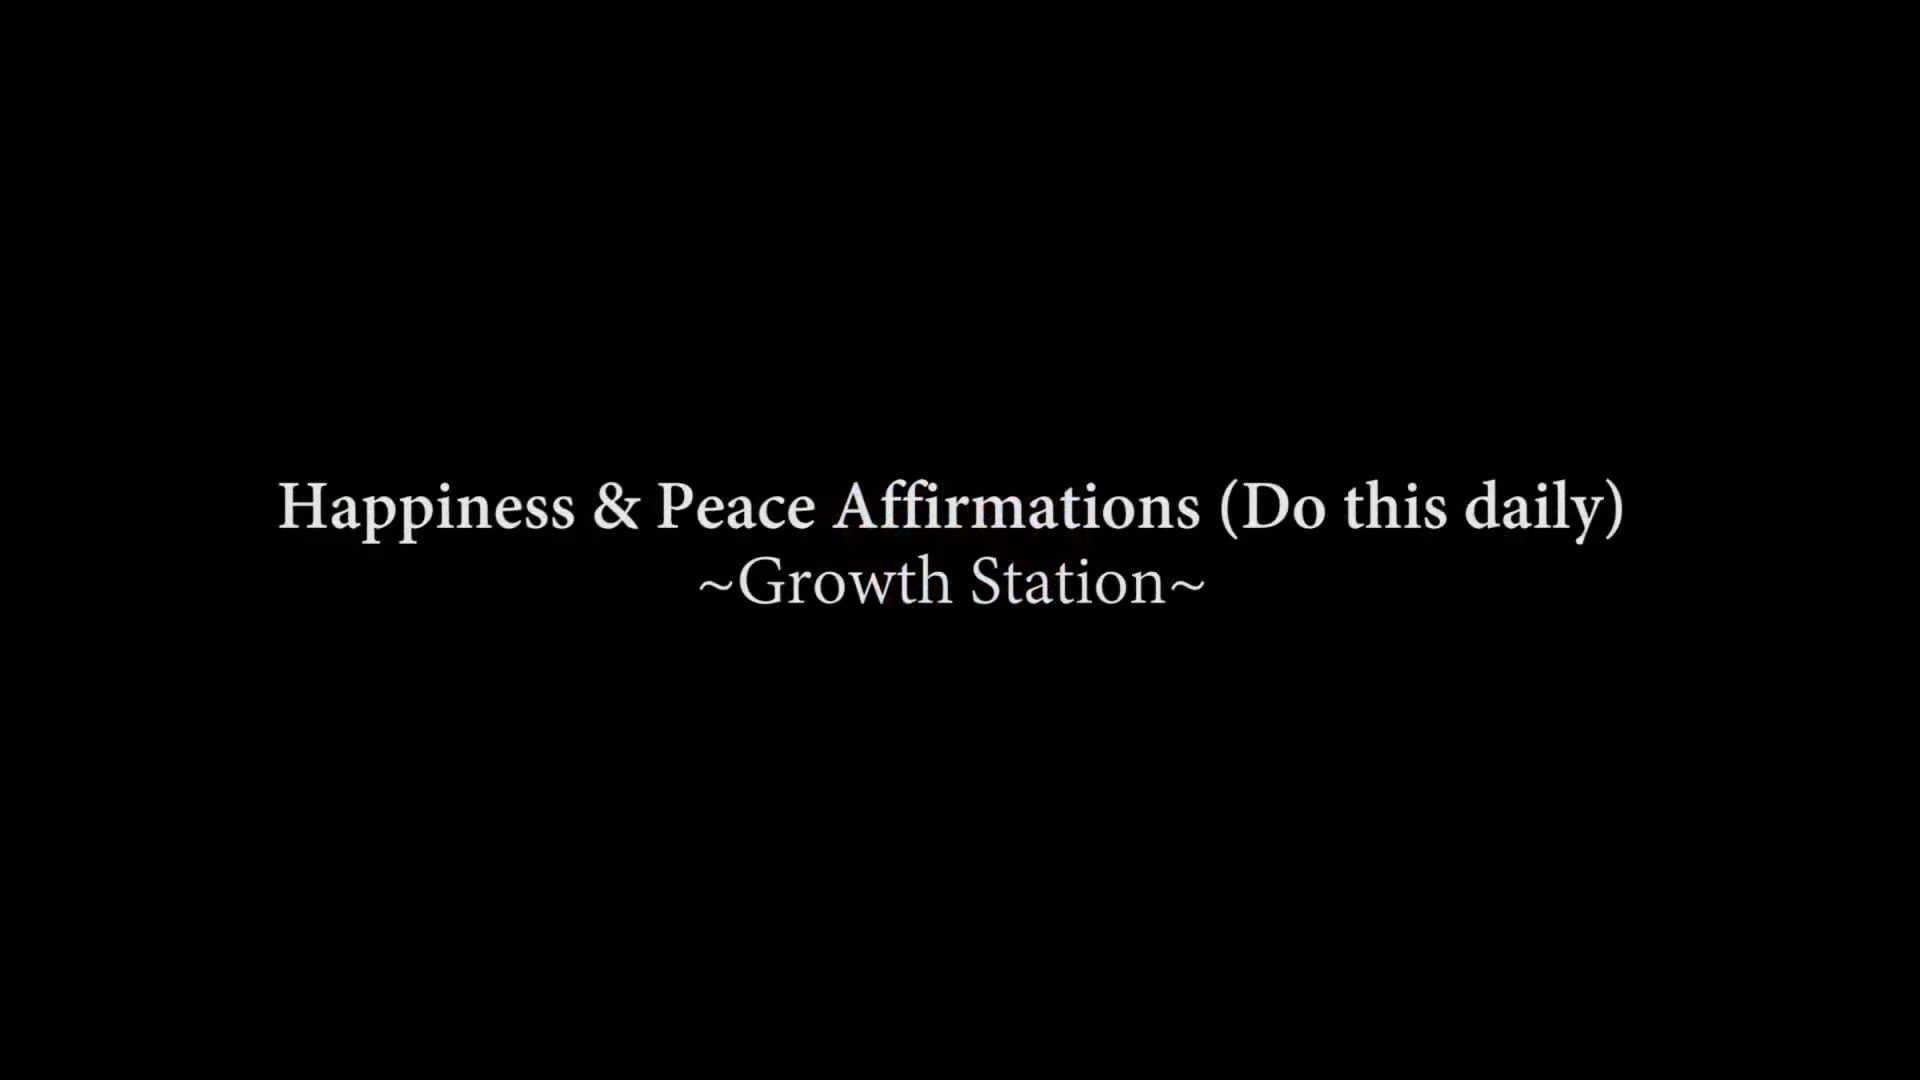 Happiness & Peace Affirmations (Do this daily)
~Growth Station~